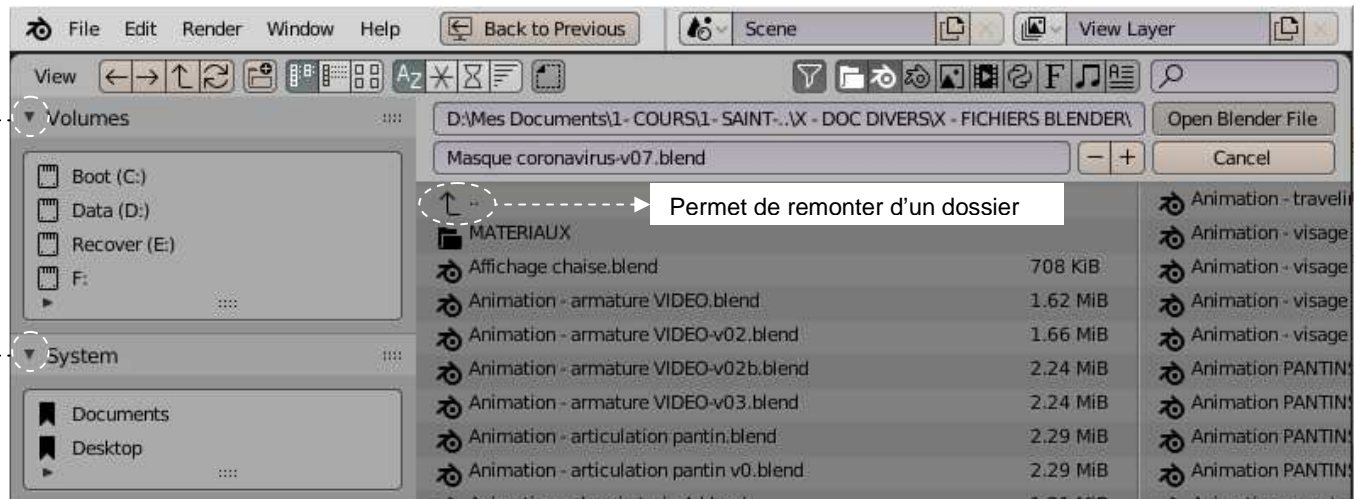 File Edit Render Window Help Back to Previous Scene View Layer
View
Volumes
D:\Mes Documents\1- COURS\1- SAINT-..\X - DOC DIVERS\X - FICHIERS BLENDER\ Open Blender File
Masque coronavirus-v07.blend Cancel
Boot (C:)
Data (D:)
Recover (E:)
F:
System
Documents
Desktop
.. Permet de remonter d'un dossier
MATERIAUX
Affichage chaise.blend 708 KiB
Animation - armature VIDEO.blend 1.62 MiB
Animation - armature VIDEO-v02.blend 1.66 MiB
Animation - armature VIDEO-v02b.blend 2.24 MiB
Animation - armature VIDEO-v03.blend 2.24 MiB
Animation - articulation pantin.blend 2.29 MiB
Animation - articulation pantin v0.blend 2.29 MiB
Animation - traveli
Animation - visage
Animation - visage
Animation - visage
Animation - visage
Animation PANTIN
Animation PANTIN
Animation PANTIN
Animation PANTIN